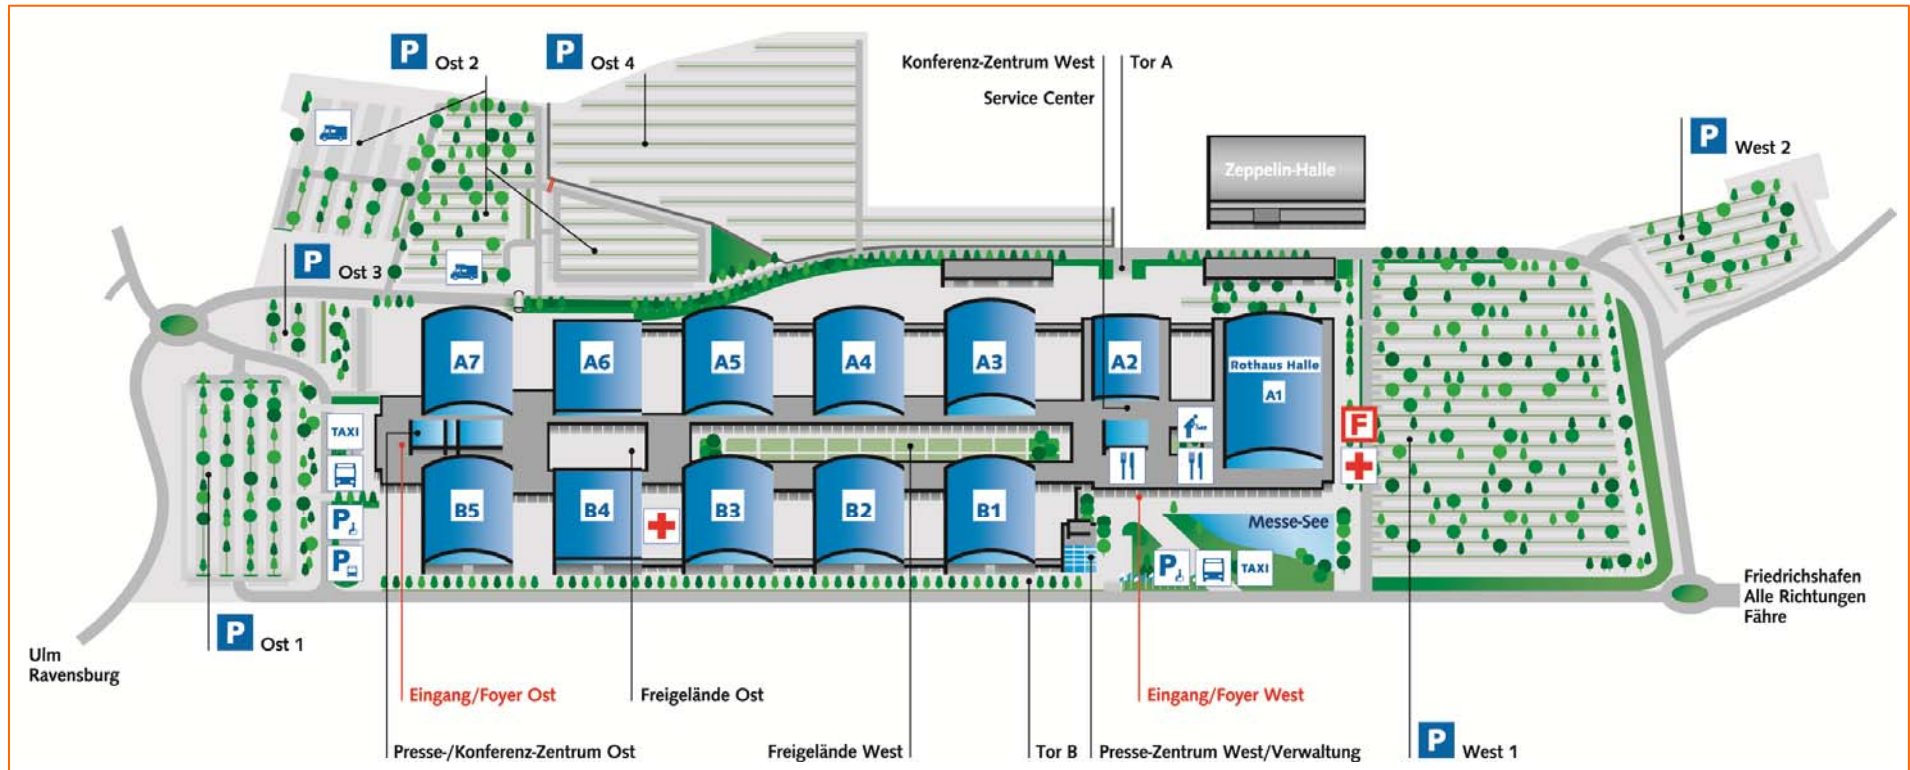 P Ost 2
P Ost 4
Konferenz-Zentrum West
Service Center
Tor A
P West 2
Zeppelin-Halle
P Ost 3
A7
A6
A5
A4
A3
A2
Rothaus Halle
A1
TAXI
F
B5
B4
B3
B2
B1
Messe-See
P
P
P
TAXI
Friedrichshafen
Alle Richtungen
Fähre
P Ost 1
Ulm
Ravensburg
Eingang/Foyer Ost
Freigelände Ost
Eingang/Foyer West
Presse-/Konferenz-Zentrum Ost
Freigelände West
Tor B
Presse-Zentrum West/Verwaltung
P West 1